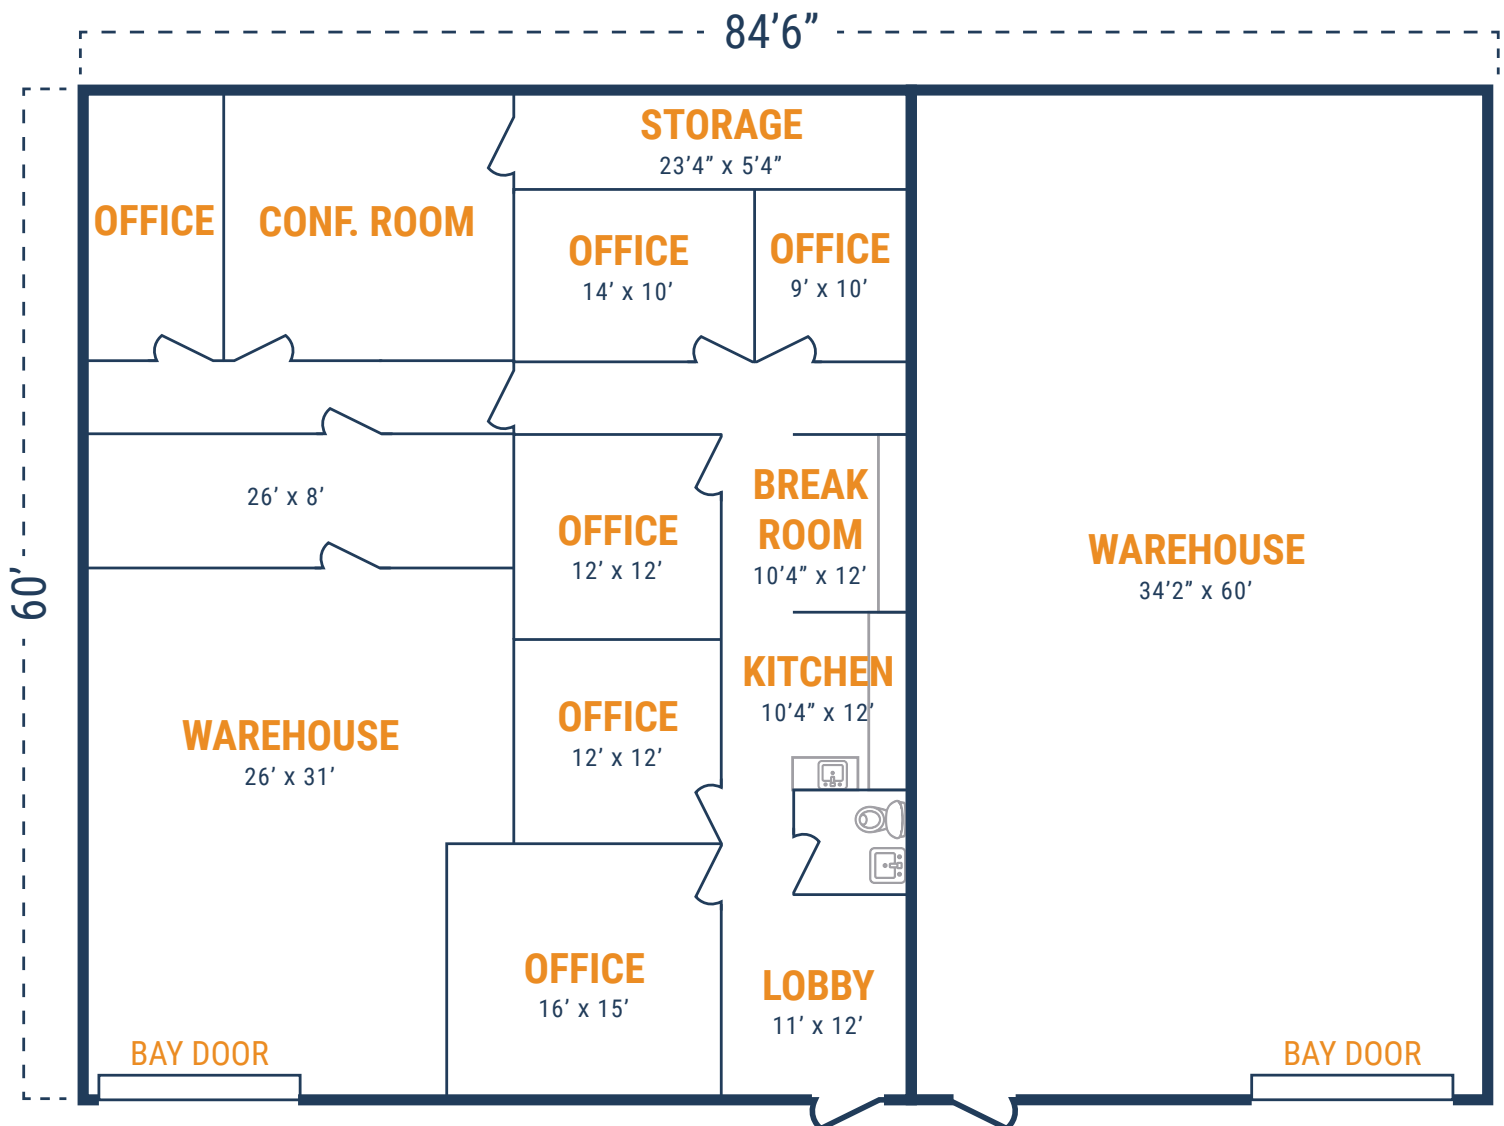 84’6”
60’
STORAGE
23’4” x 5’4”
OFFICE
CONF. ROOM
OFFICE
14’ x 10’
OFFICE
9’ x 10’
26’ x 8’
OFFICE
12’ x 12’
BREAK
ROOM
10’4” x 12’
WAREHOUSE
34’2” x 60’
KITCHEN
10’4” x 12’
OFFICE
12’ x 12’
WAREHOUSE
26’ x 31’
OFFICE
16’ x 15’
LOBBY
11’ x 12’
BAY DOOR
BAY DOOR